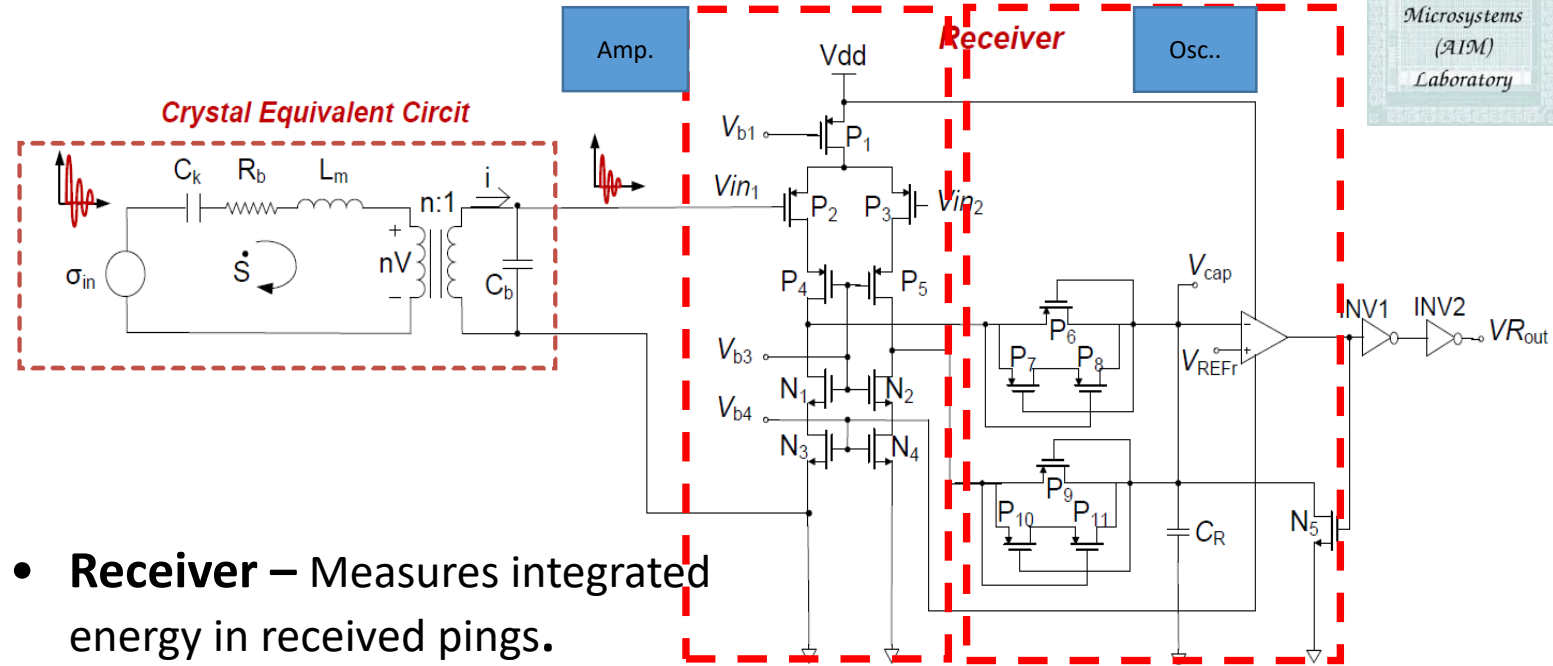 Microsystems
(AIM)
Laboratory
Amp.
Receiver
Osc..
Vdd
Crystal Equivalent Circit
Vb1
P1
Ck Rb Lm
n:1
i
Vin1
P2 P3
Vin2
σin
Ṡ
+
nV
−
Cb
P4 P5
Vcap
P6
−
INV1 INV2
VRout
Vb3
P7 P8
VREFr
+
N1 N2
Vb4
N3 N4
P9
P10 P11
CR
N5
• Receiver – Measures integrated
energy in received pings.